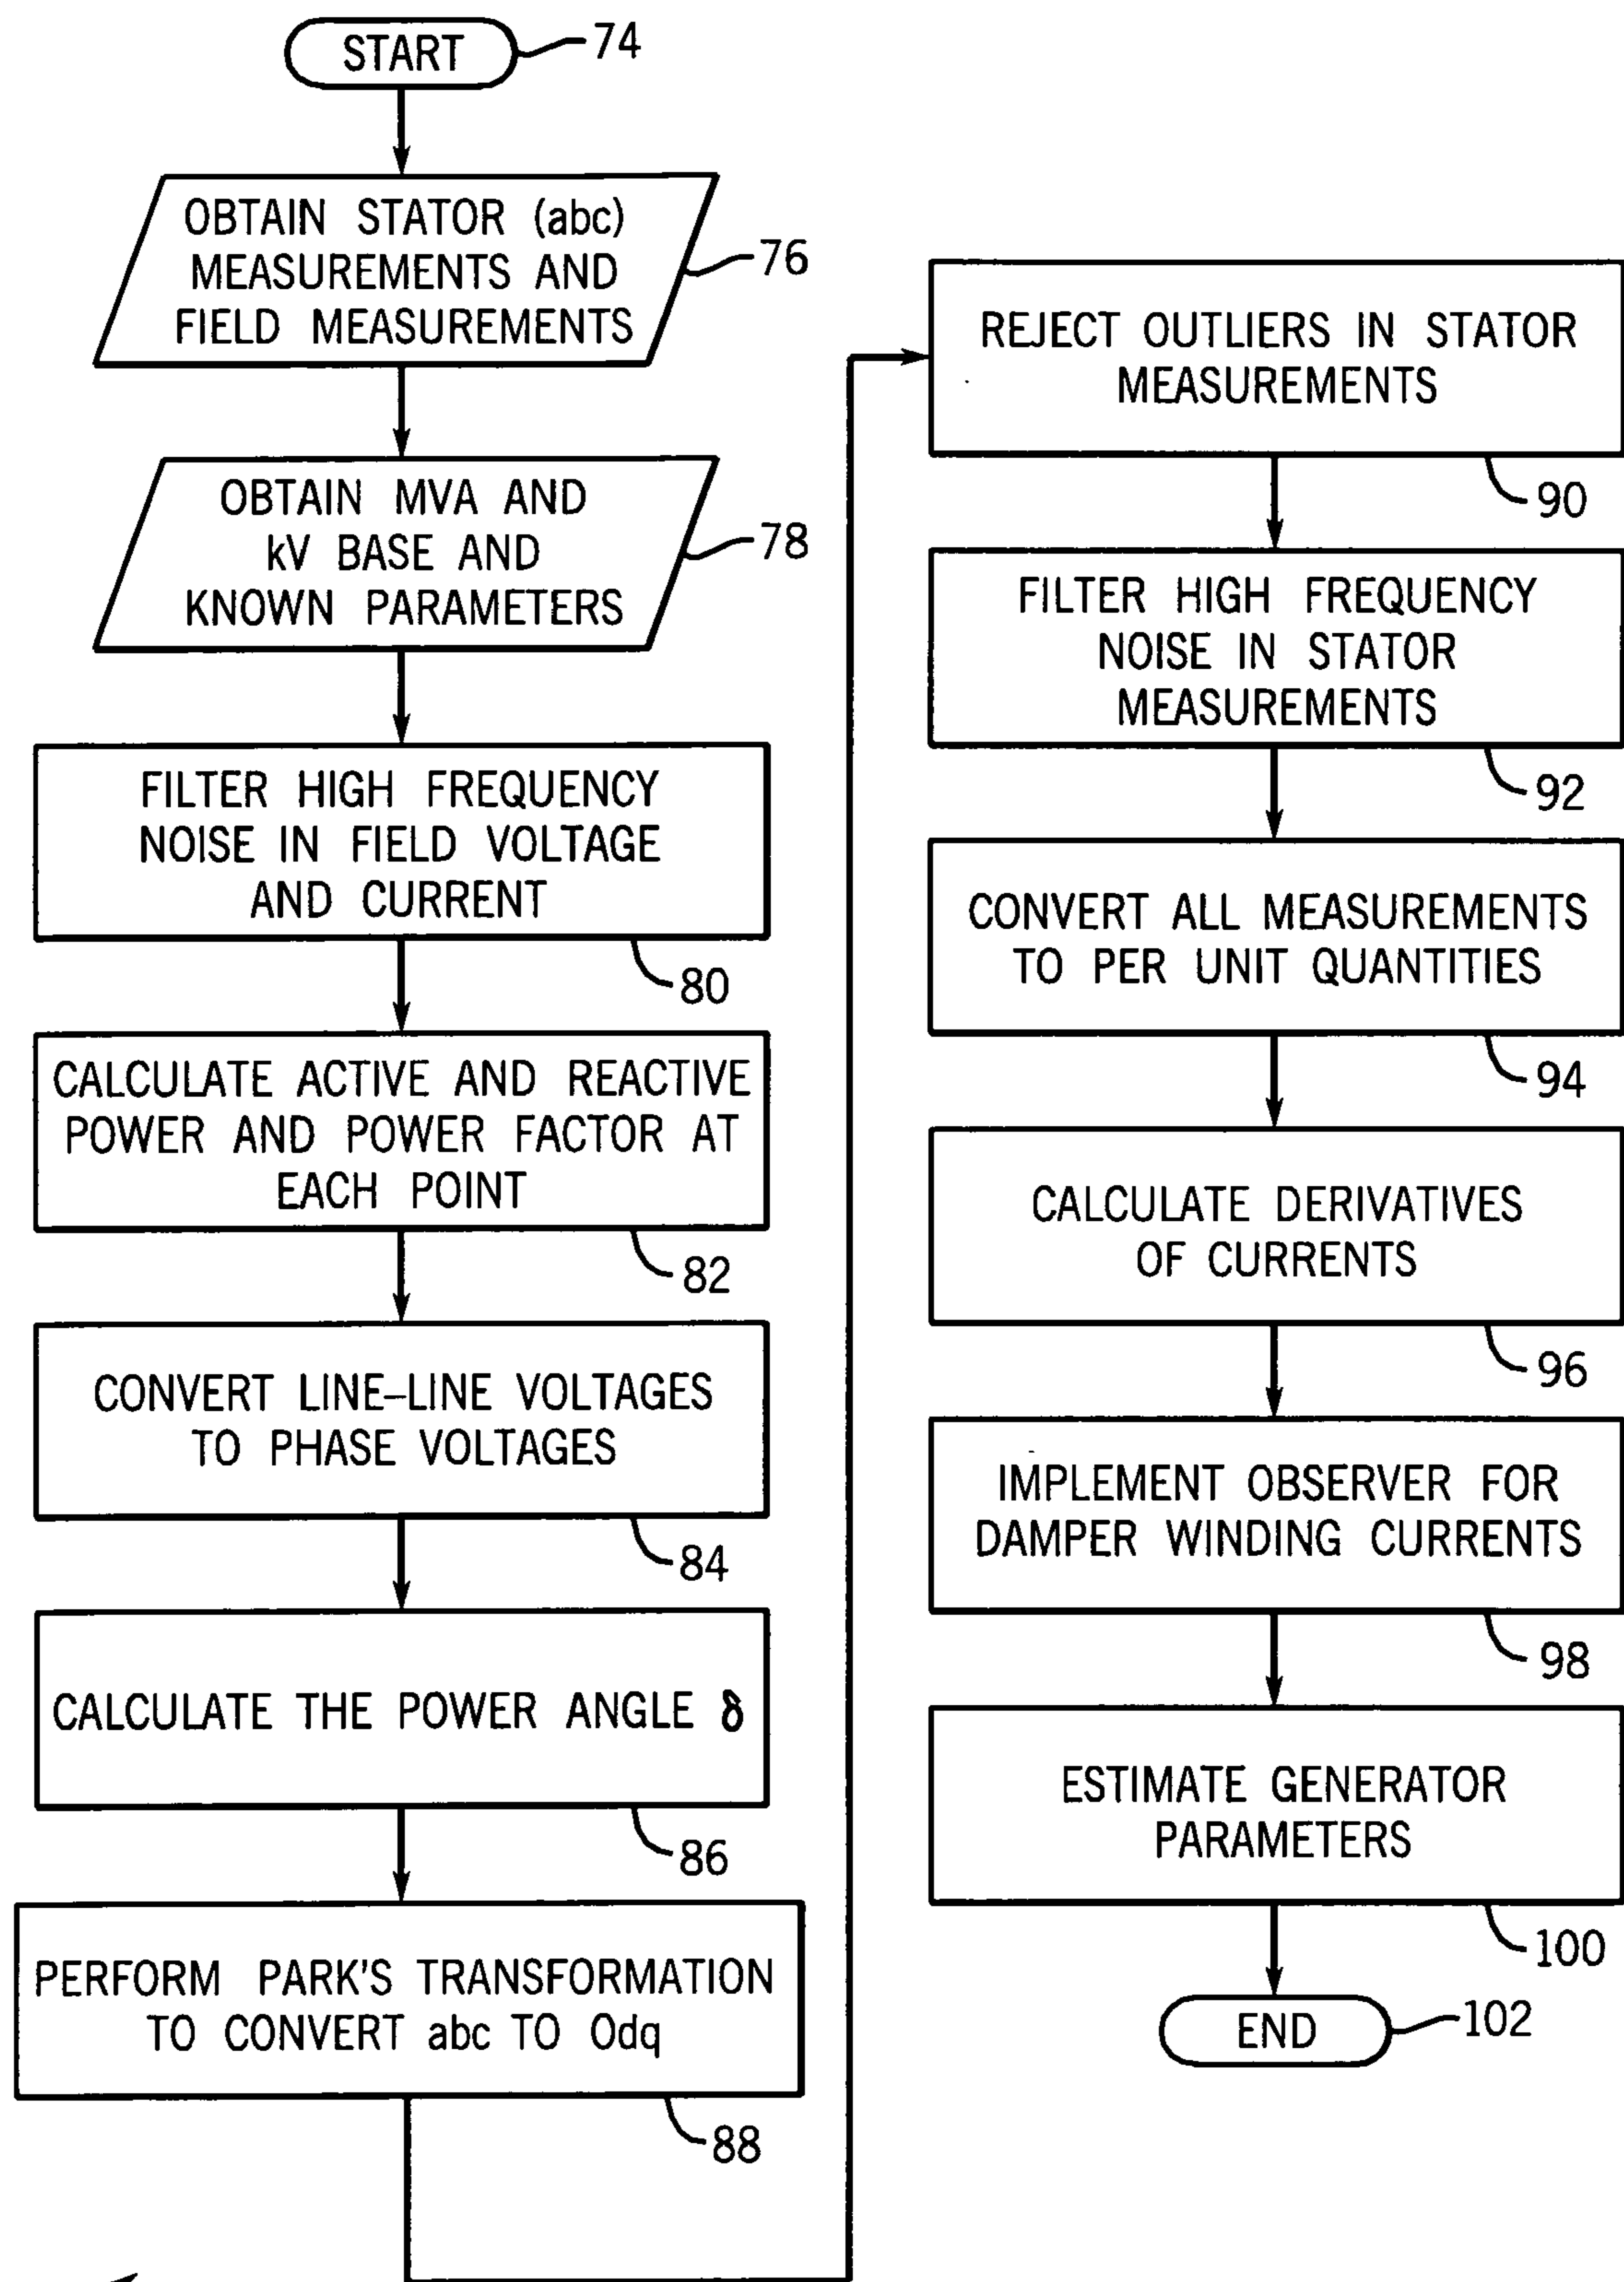 START
74
OBTAIN STATOR (abc)
MEASUREMENTS AND
FIELD MEASUREMENTS
76
OBTAIN MVA AND
kV BASE AND
KNOWN PARAMETERS
78
FILTER HIGH FREQUENCY
NOISE IN FIELD VOLTAGE
AND CURRENT
80
CALCULATE ACTIVE AND REACTIVE
POWER AND POWER FACTOR AT
EACH POINT
82
CONVERT LINE–LINE VOLTAGES
TO PHASE VOLTAGES
84
CALCULATE THE POWER ANGLE δ
86
PERFORM PARK'S TRANSFORMATION
TO CONVERT abc TO 0dq
88
REJECT OUTLIERS IN STATOR
MEASUREMENTS
90
FILTER HIGH FREQUENCY
NOISE IN STATOR
MEASUREMENTS
92
CONVERT ALL MEASUREMENTS
TO PER UNIT QUANTITIES
94
CALCULATE DERIVATIVES
OF CURRENTS
96
IMPLEMENT OBSERVER FOR
DAMPER WINDING CURRENTS
98
ESTIMATE GENERATOR
PARAMETERS
100
END
102